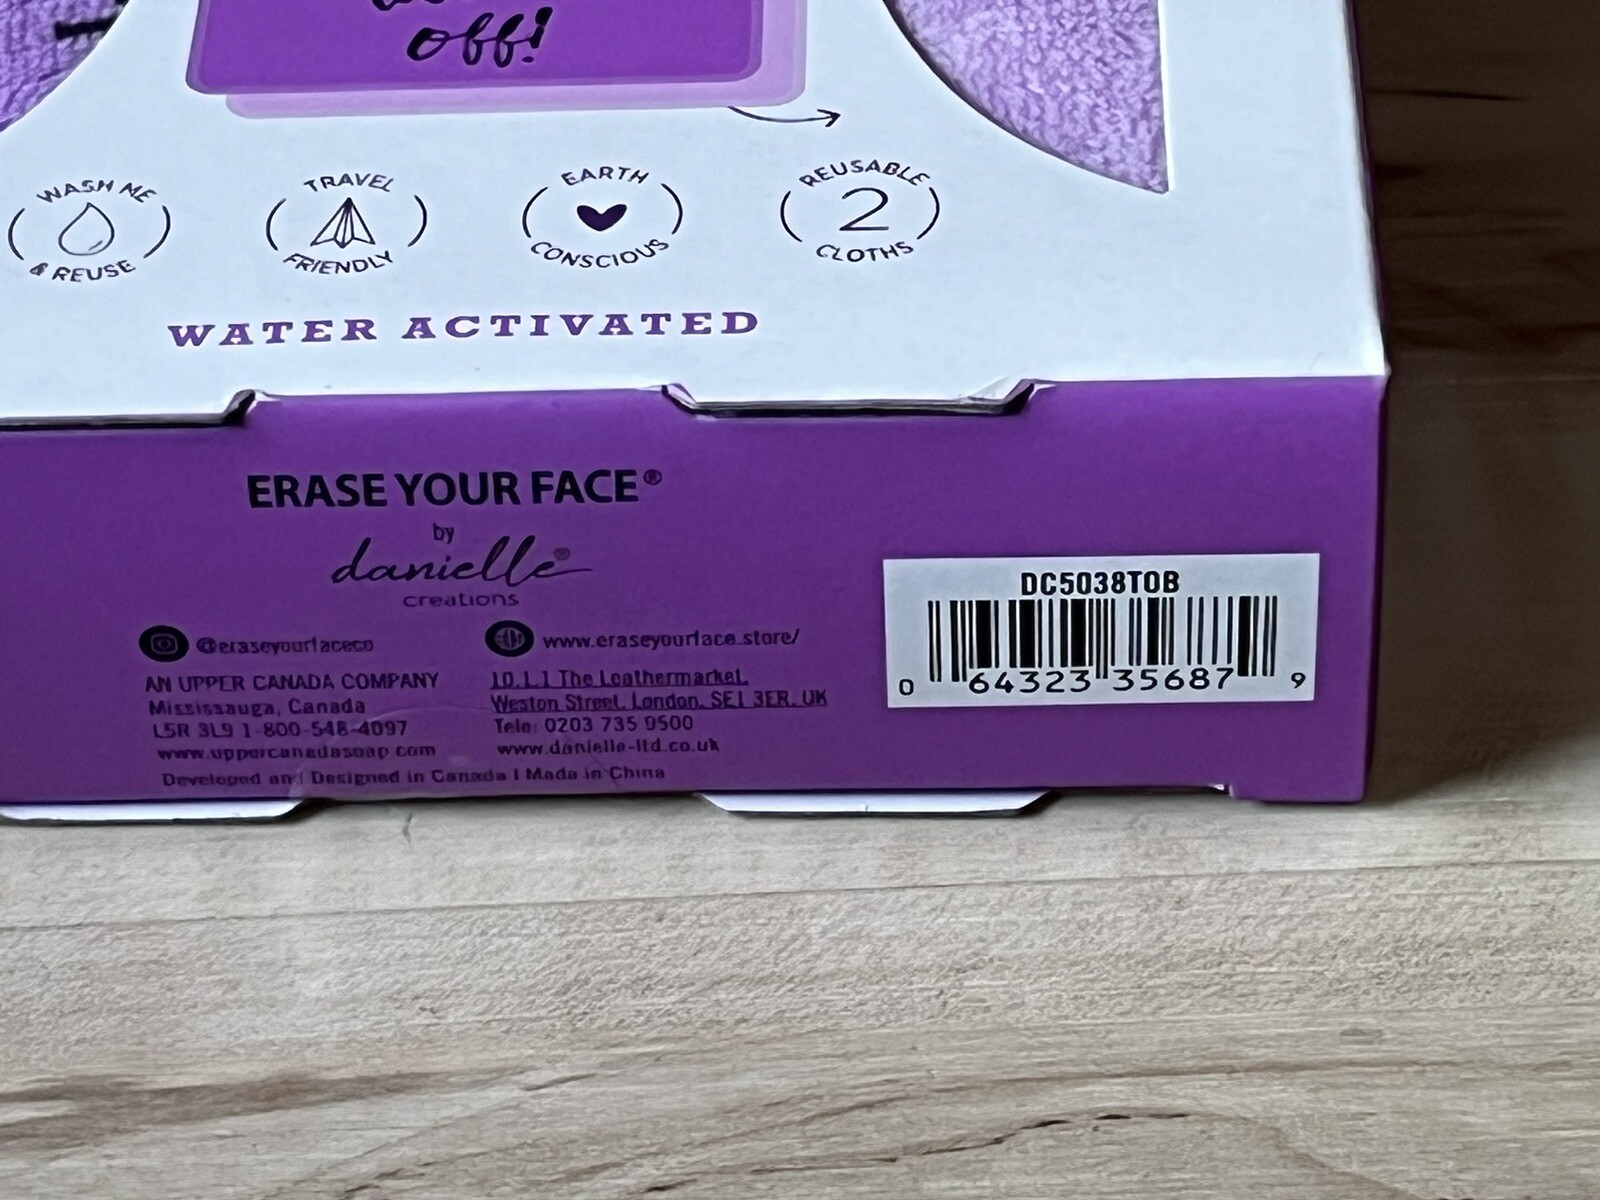 off!
WASH ME & REUSE
TRAVEL FRIENDLY
EARTH CONSCIOUS
REUSABLE 2 CLOTHS
WATER ACTIVATED
ERASE YOUR FACE®
by
danielle®
creations
@eraseyourfaceco
www.eraseyourface.store/
AN UPPER CANADA COMPANY
Mississauga, Canada
L5R 3L9 1-800-548-4097
www.uppercanadasoap.com
10.1.1 The Leathermarket,
Weston Street, London, SE1 3ER, UK
Tele: 0203 735 9500
www.danielle-ltd.co.uk
Developed and Designed in Canada | Made in China
DC5038TOB
0 64323 35687 9